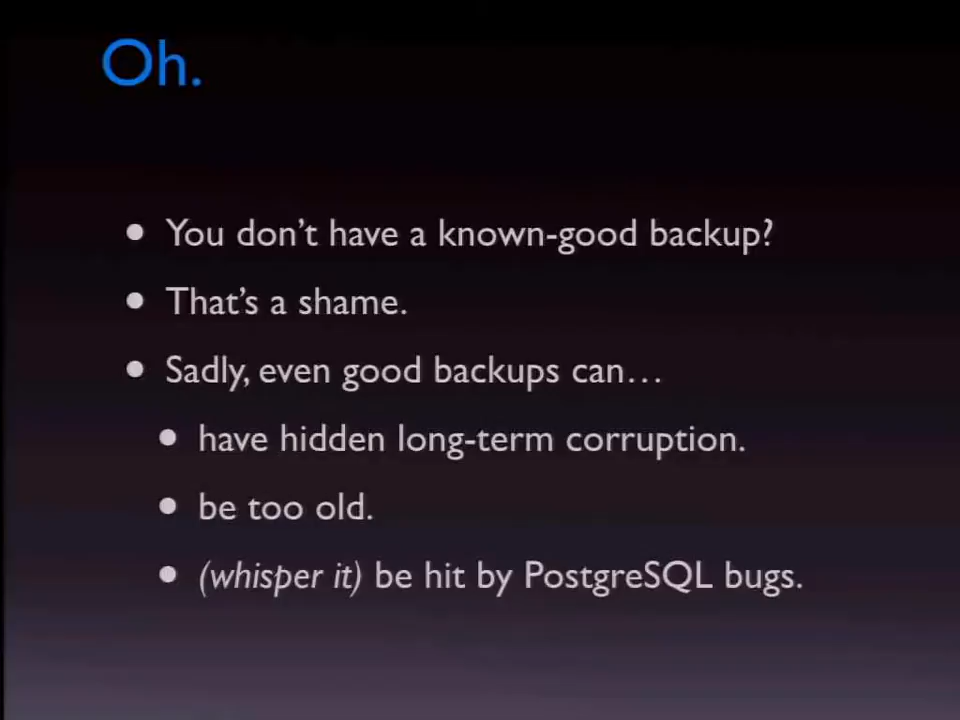 Oh.
• You don’t have a known-good backup?
• That’s a shame.
• Sadly, even good backups can…
• have hidden long-term corruption.
• be too old.
• (whisper it) be hit by PostgreSQL bugs.